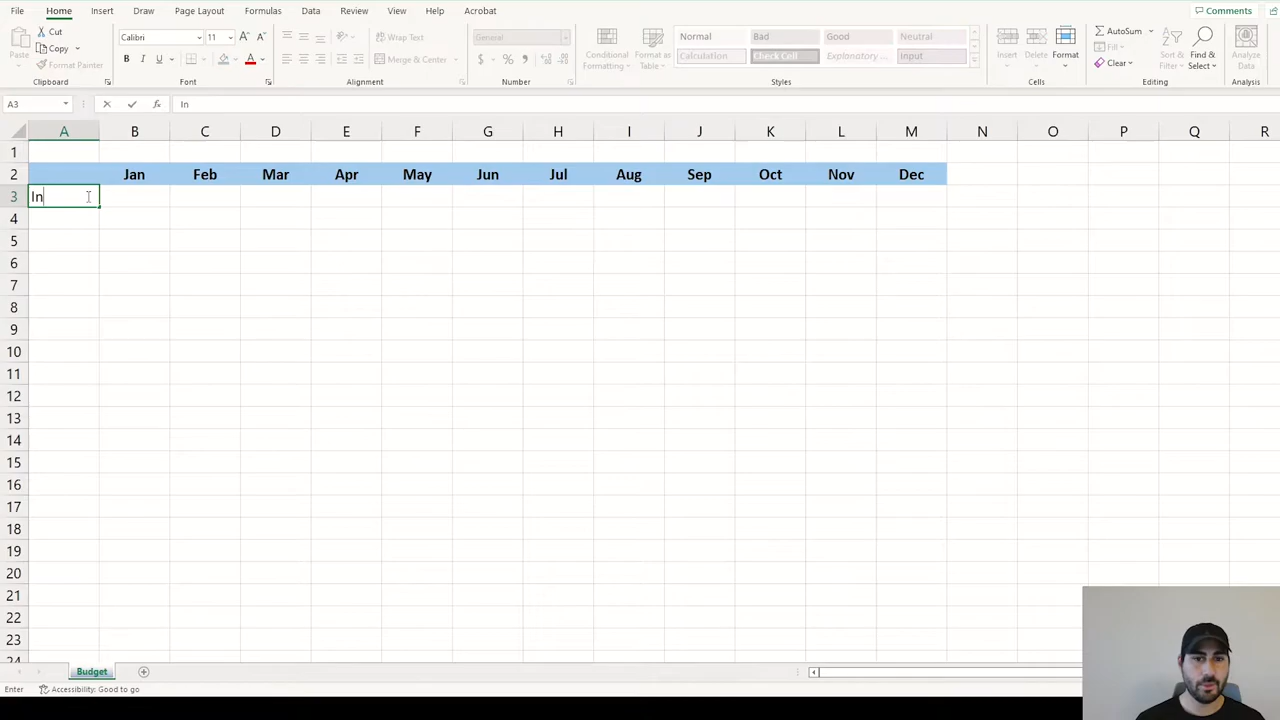 File Home Insert Draw Page Layout Formulas Data Review View Help Acrobat Comments
Cut
Copy
Format Painter
Paste
Clipboard
Calibri 11
B I U
Font
Wrap Text
Merge & Center
Alignment
General
$ % ,
Number
Conditional Formatting
Format as Table
Normal Bad Good Neutral
Calculation Check Cell Explanatory ... Input
Styles
Insert Delete Format
Cells
AutoSum
Fill
Clear
Sort & Filter
Find & Select
Editing
Analyze Data
Analysis
A3 fx In
A B C D E F G H I J K L M N O P Q R
1
2 Jan Feb Mar Apr May Jun Jul Aug Sep Oct Nov Dec
3 In
4
5
6
7
8
9
10
11
12
13
14
15
16
17
18
19
20
21
22
23
24
Budget
Enter Accessibility: Good to go